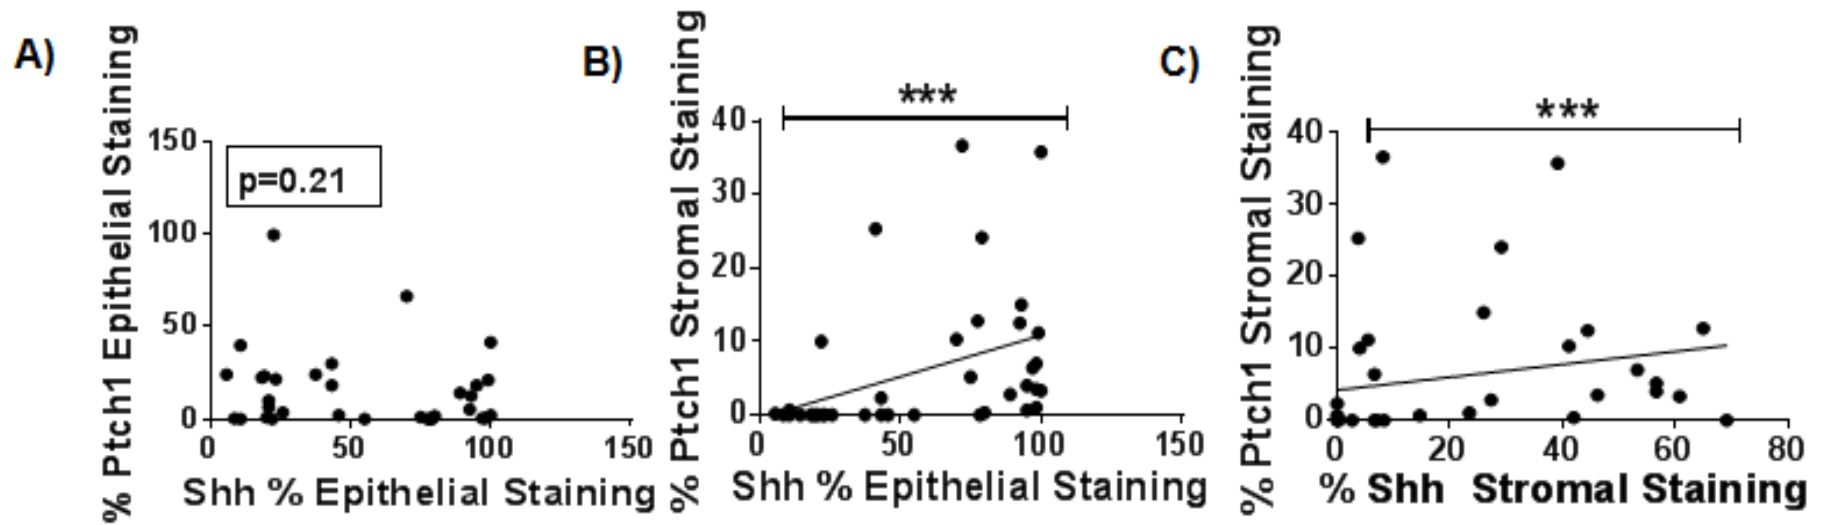 A)
% Ptch1 Epithelial Staining
150
100
50
0
p=0.21
0 50 100 150
Shh % Epithelial Staining
B)
% Ptch1 Stromal Staining
***
40
30
20
10
0
0 50 100 150
Shh % Epithelial Staining
C)
% Ptch1 Stromal Staining
***
40
30
20
10
0
0 20 40 60 80
% Shh Stromal Staining